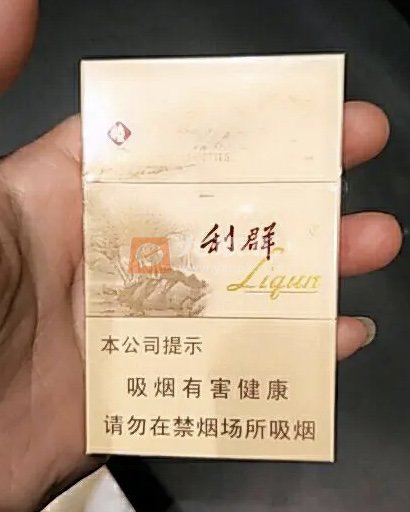 利群
Liqun
本公司提示
吸烟有害健康
请勿在禁烟场所吸烟